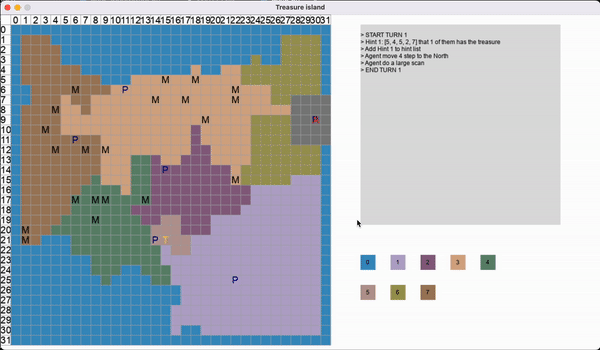 Treasure island
0 1 2 3 4 5 6 7 8 9 10 11 12 13 14 15 16 17 18 19 20 21 22 23 24 25 26 27 28 29 30 31
0
1
2
3
4
5 M M
6 M P M
7 M M M
8 M
9 M P
10 M
11 P
12 M M M
13
14 P
15 M
16
17 M M M M
18
19 M
20 M
21 M P T
22
23
24
25 P
26
27
28
29
30
31
> START TURN 1
> Hint 1: [5, 4, 5, 2, 7] that 1 of them has the treasure
> Add Hint 1 to hint list
> Agent move 4 step to the North
> Agent do a large scan
> END TURN 1
0 1 2 3 4
5 6 7